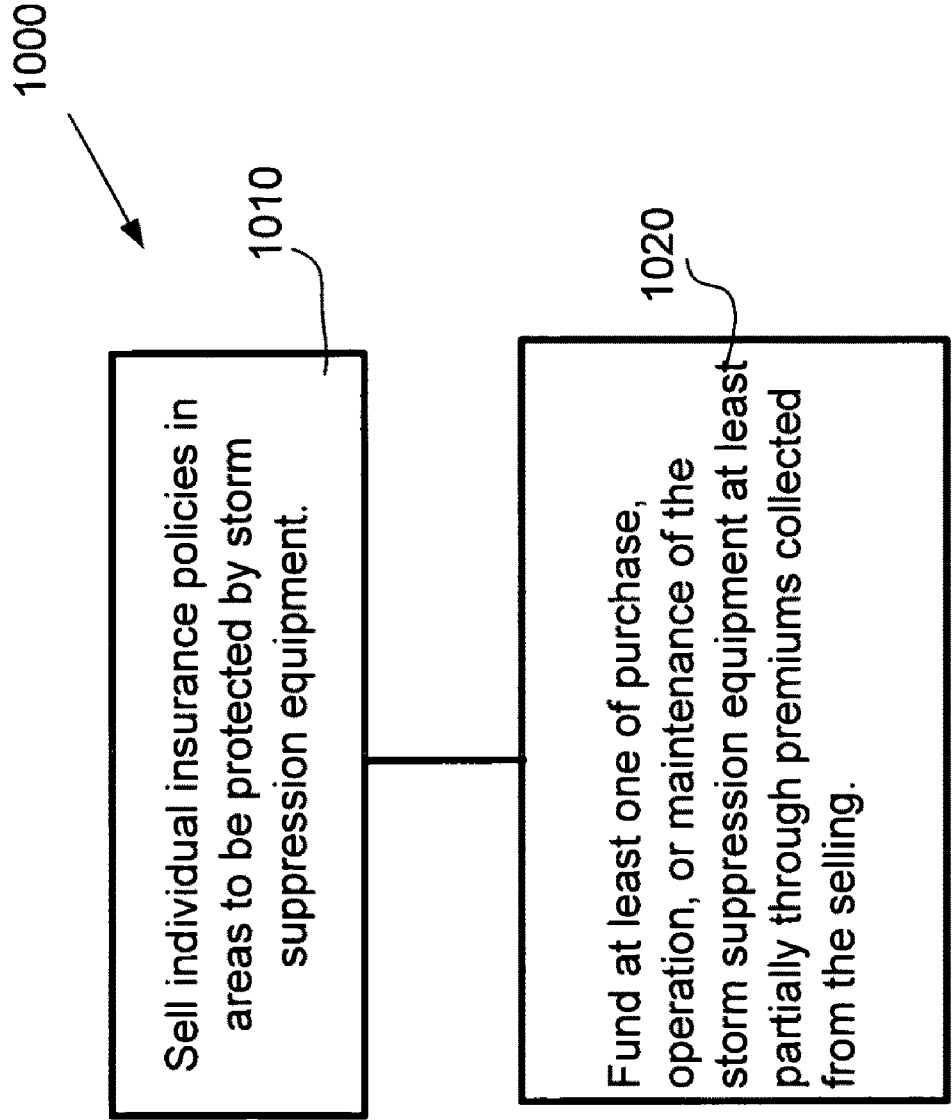 1000
Sell individual insurance policies in
areas to be protected by storm
suppression equipment.
1010
Fund at least one of purchase,
operation, or maintenance of the
storm suppression equipment at least
partially through premiums collected
from the selling.
1020